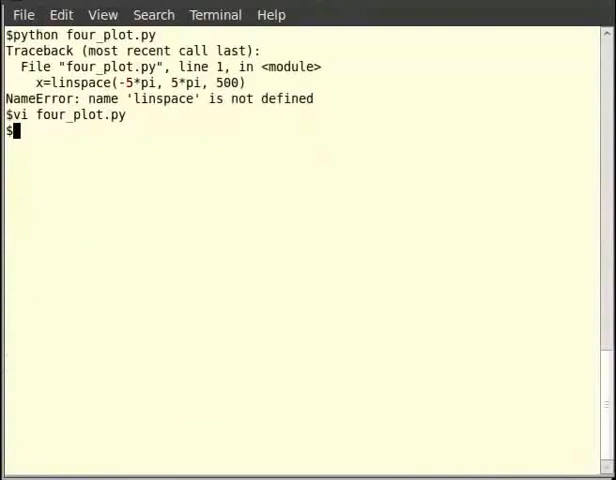 File Edit View Search Terminal Help
$python four_plot.py
Traceback (most recent call last):
  File "four_plot.py", line 1, in <module>
    x=linspace(-5*pi, 5*pi, 500)
NameError: name 'linspace' is not defined
$vi four_plot.py
$